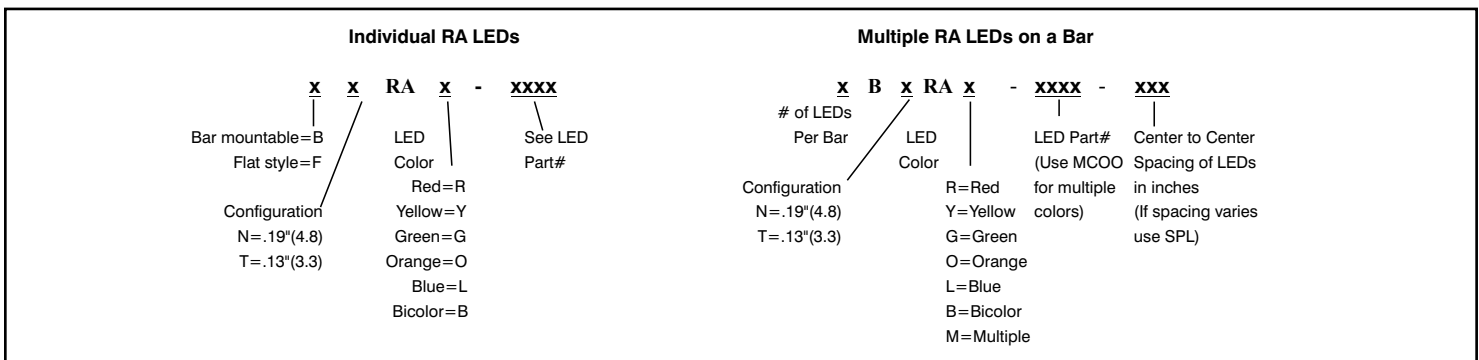 Individual RA LEDs
x x RA x - xxxx
Bar mountable=B
Flat style=F
LED
Color
See LED
Part#
Red=R
Yellow=Y
Green=G
Orange=O
Blue=L
Bicolor=B
Configuration
N=.19"(4.8)
T=.13"(3.3)
Multiple RA LEDs on a Bar
x B x RA x - xxxx - xxx
# of LEDs
Per Bar
LED
Color
LED Part#
(Use MCOO
for multiple
colors)
Center to Center
Spacing of LEDs
in inches
(If spacing varies
use SPL)
Configuration
N=.19"(4.8)
T=.13"(3.3)
R=Red
Y=Yellow
G=Green
O=Orange
L=Blue
B=Bicolor
M=Multiple